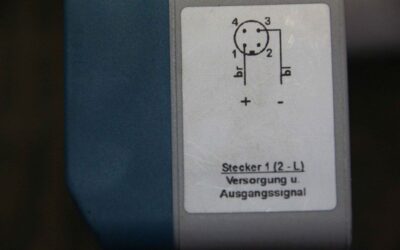 4 3
1 2
br bl
+ -
Stecker 1 (2 - L)
Versorgung u.
Ausgangssignal